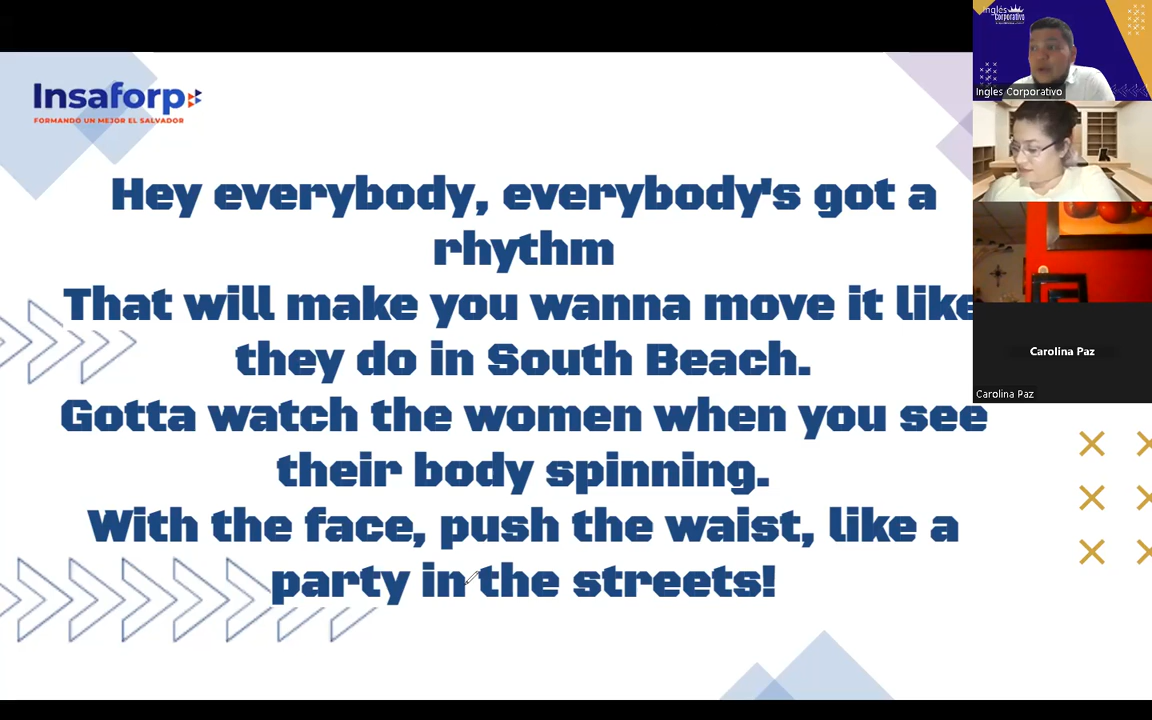 Insaforp
FORMANDO UN MEJOR EL SALVADOR
Hey everybody, everybody's got a
rhythm
That will make you wanna move it like
they do in South Beach.
Gotta watch the women when you see
their body spinning.
With the face, push the waist, like a
party in the streets!
Inglés
Corporativo
Ingles Corporativo
Carolina Paz
Carolina Paz